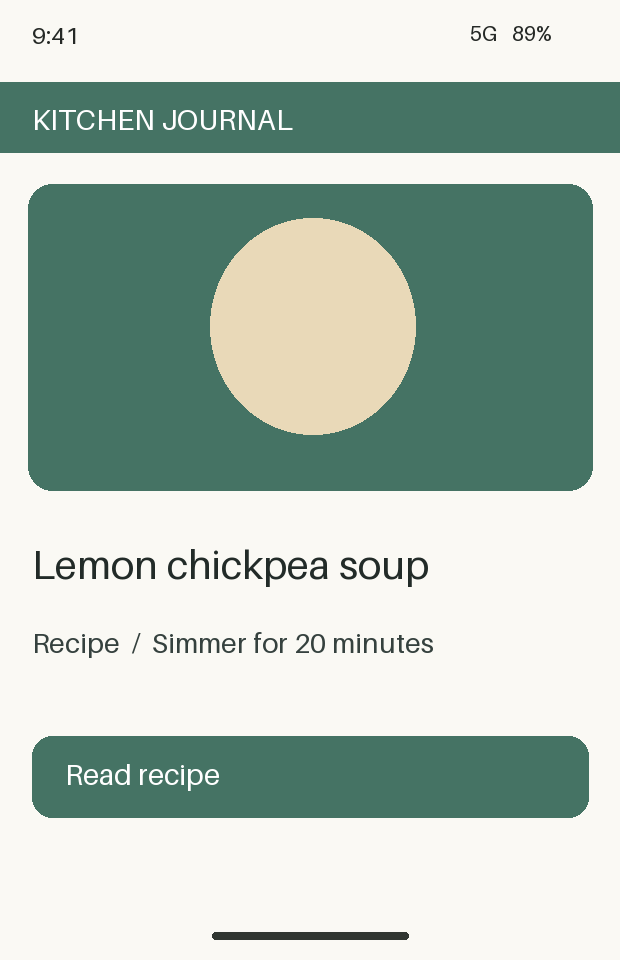 9:41 5G 89%
KITCHEN JOURNAL
Lemon chickpea soup
Recipe / Simmer for 20 minutes
Read recipe